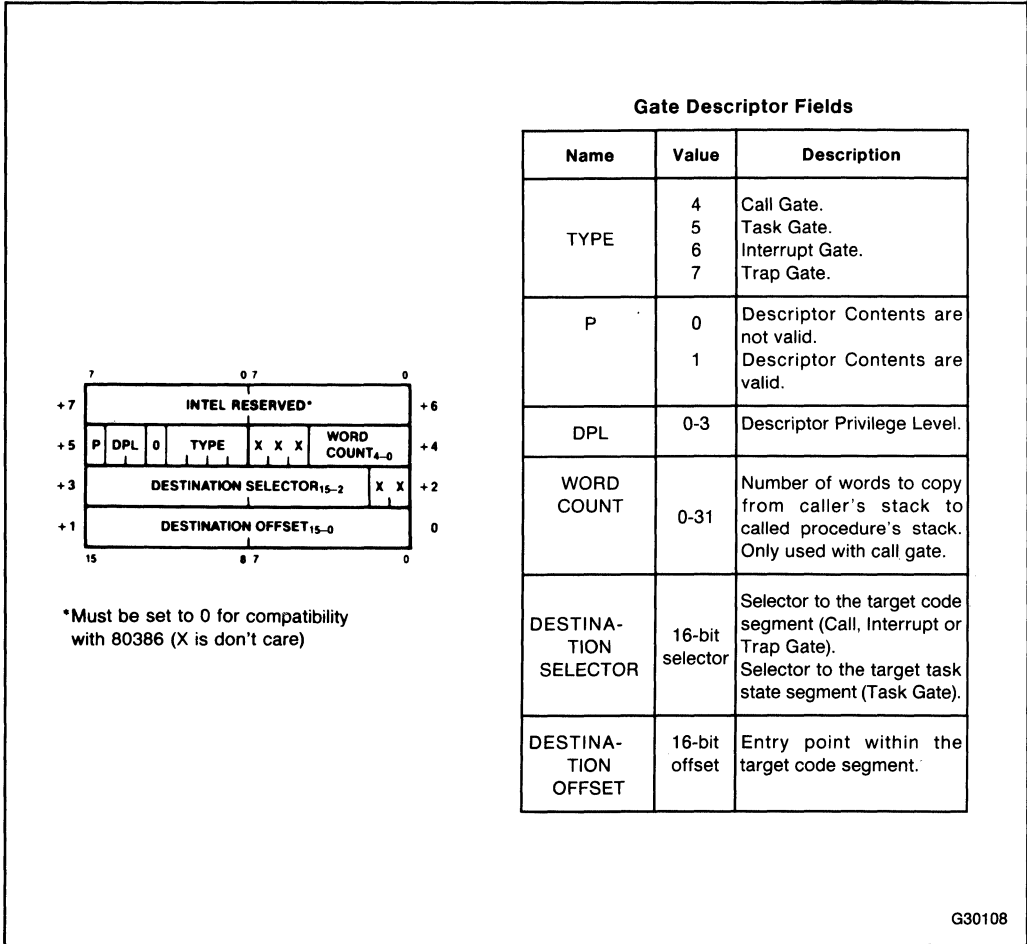 Gate Descriptor Fields
Name Value Description
TYPE
4 Call Gate.
5 Task Gate.
6 Interrupt Gate.
7 Trap Gate.
P
0 Descriptor Contents are
not valid.
1 Descriptor Contents are
valid.
DPL 0-3 Descriptor Privilege Level.
WORD
COUNT
0-31
Number of words to copy
from caller's stack to
called procedure's stack.
Only used with call gate.
DESTINA-
TION
SELECTOR
16-bit
selector
Selector to the target code
segment (Call, Interrupt or
Trap Gate).
Selector to the target task
state segment (Task Gate).
DESTINA-
TION
OFFSET
16-bit
offset
Entry point within the
target code segment.
7 0 7 0
+7 INTEL RESERVED* +6
+5 P DPL 0 TYPE X X X WORD COUNT4–0 +4
+3 DESTINATION SELECTOR15–2 X X +2
+1 DESTINATION OFFSET15–0 0
15 8 7 0
*Must be set to 0 for compatibility
with 80386 (X is don't care)
G30108